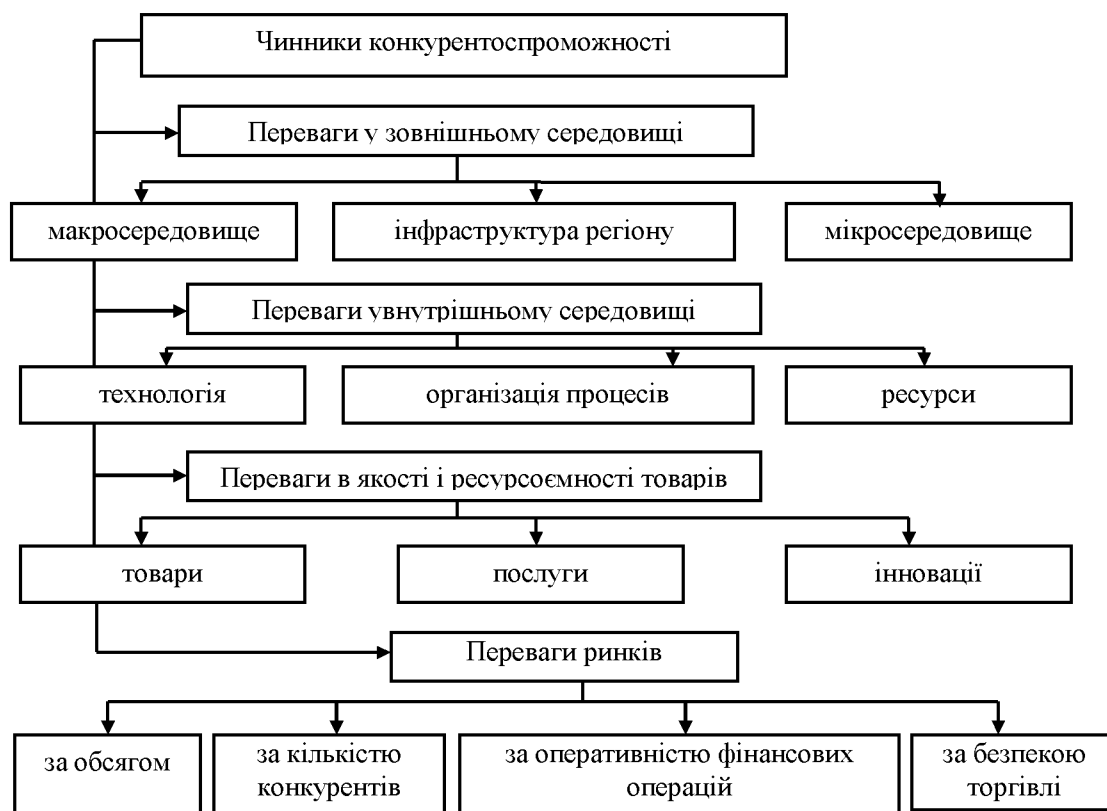 Чинники конкурентоспроможності
Переваги у зовнішньому середовищі
макросередовище
інфраструктура регіону
мікросередовище
Переваги увнутрішньому середовищі
технологія
організація процесів
ресурси
Переваги в якості і ресурсоємності товарів
товари
послуги
інновації
Переваги ринків
за обсягом
за кількістю
конкурентів
за оперативністю фінансових
операцій
за безпекою
торгівлі